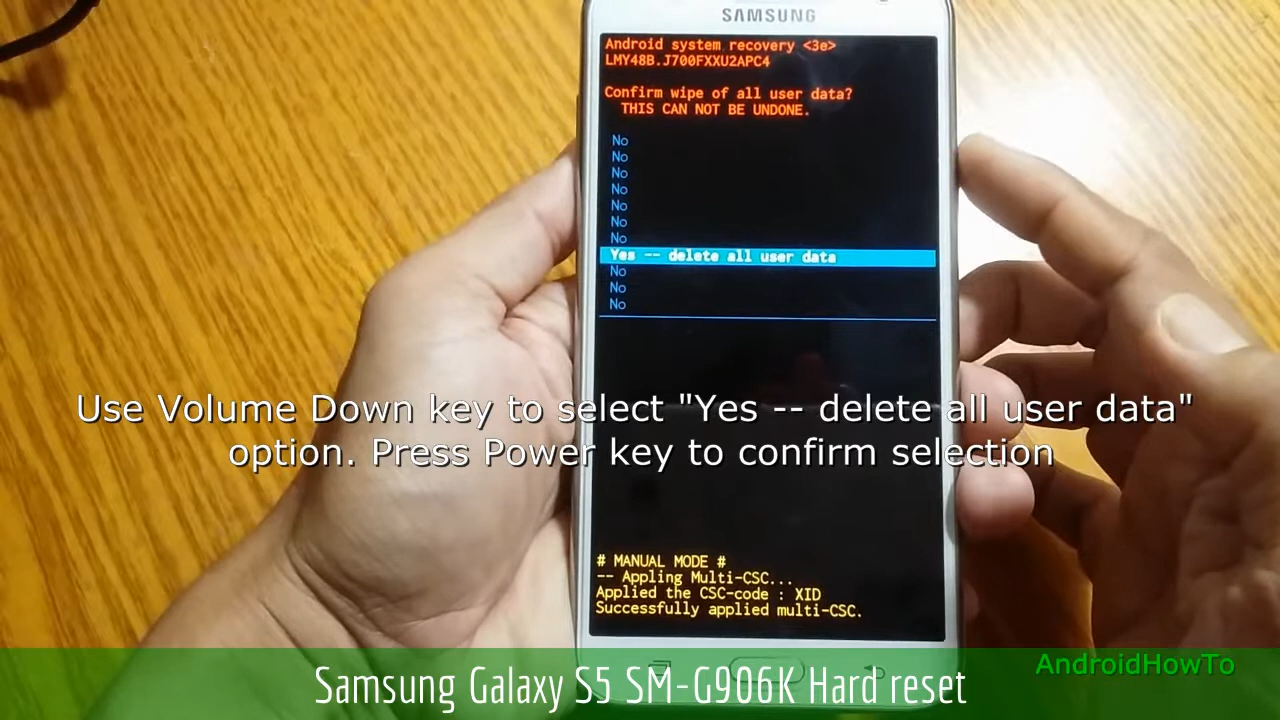 SAMSUNG
Android system recovery <3e>
LMY48B.J700FXXU2APC4
Confirm wipe of all user data?
THIS CAN NOT BE UNDONE.
No
No
No
No
No
No
No
Yes -- delete all user data
No
No
No
Use Volume Down key to select "Yes -- delete all user data"
option. Press Power key to confirm selection
# MANUAL MODE #
-- Appling Multi-CSC...
Applied the CSC-code : XID
Successfully applied multi-CSC.
AndroidHowTo
Samsung Galaxy S5 SM-G906K Hard reset